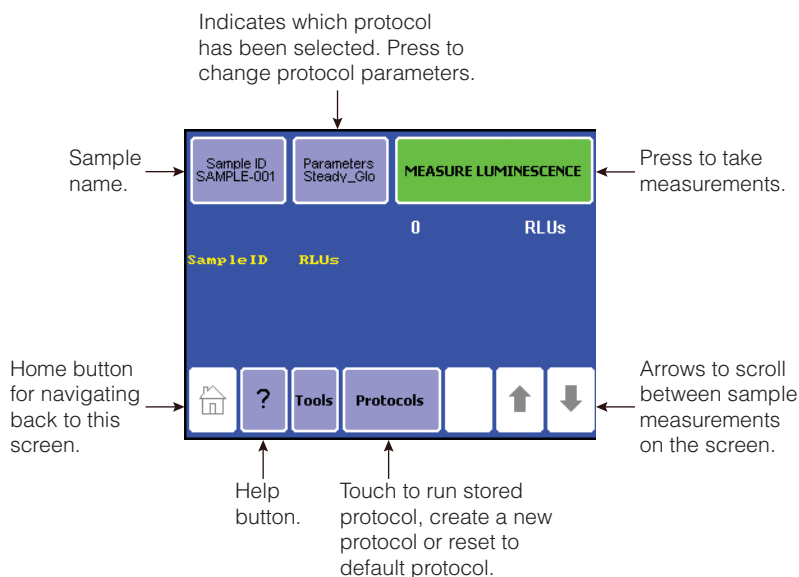 Indicates which protocol
has been selected. Press to
change protocol parameters.
Sample
name.
Sample ID
SAMPLE-001
Parameters
Steady_Glo
MEASURE LUMINESCENCE
Press to take
measurements.
0 RLUs
SampleID RLUs
Home button
for navigating
back to this
screen.
?
Tools
Protocols
Arrows to scroll
between sample
measurements
on the screen.
Help
button.
Touch to run stored
protocol, create a new
protocol or reset to
default protocol.